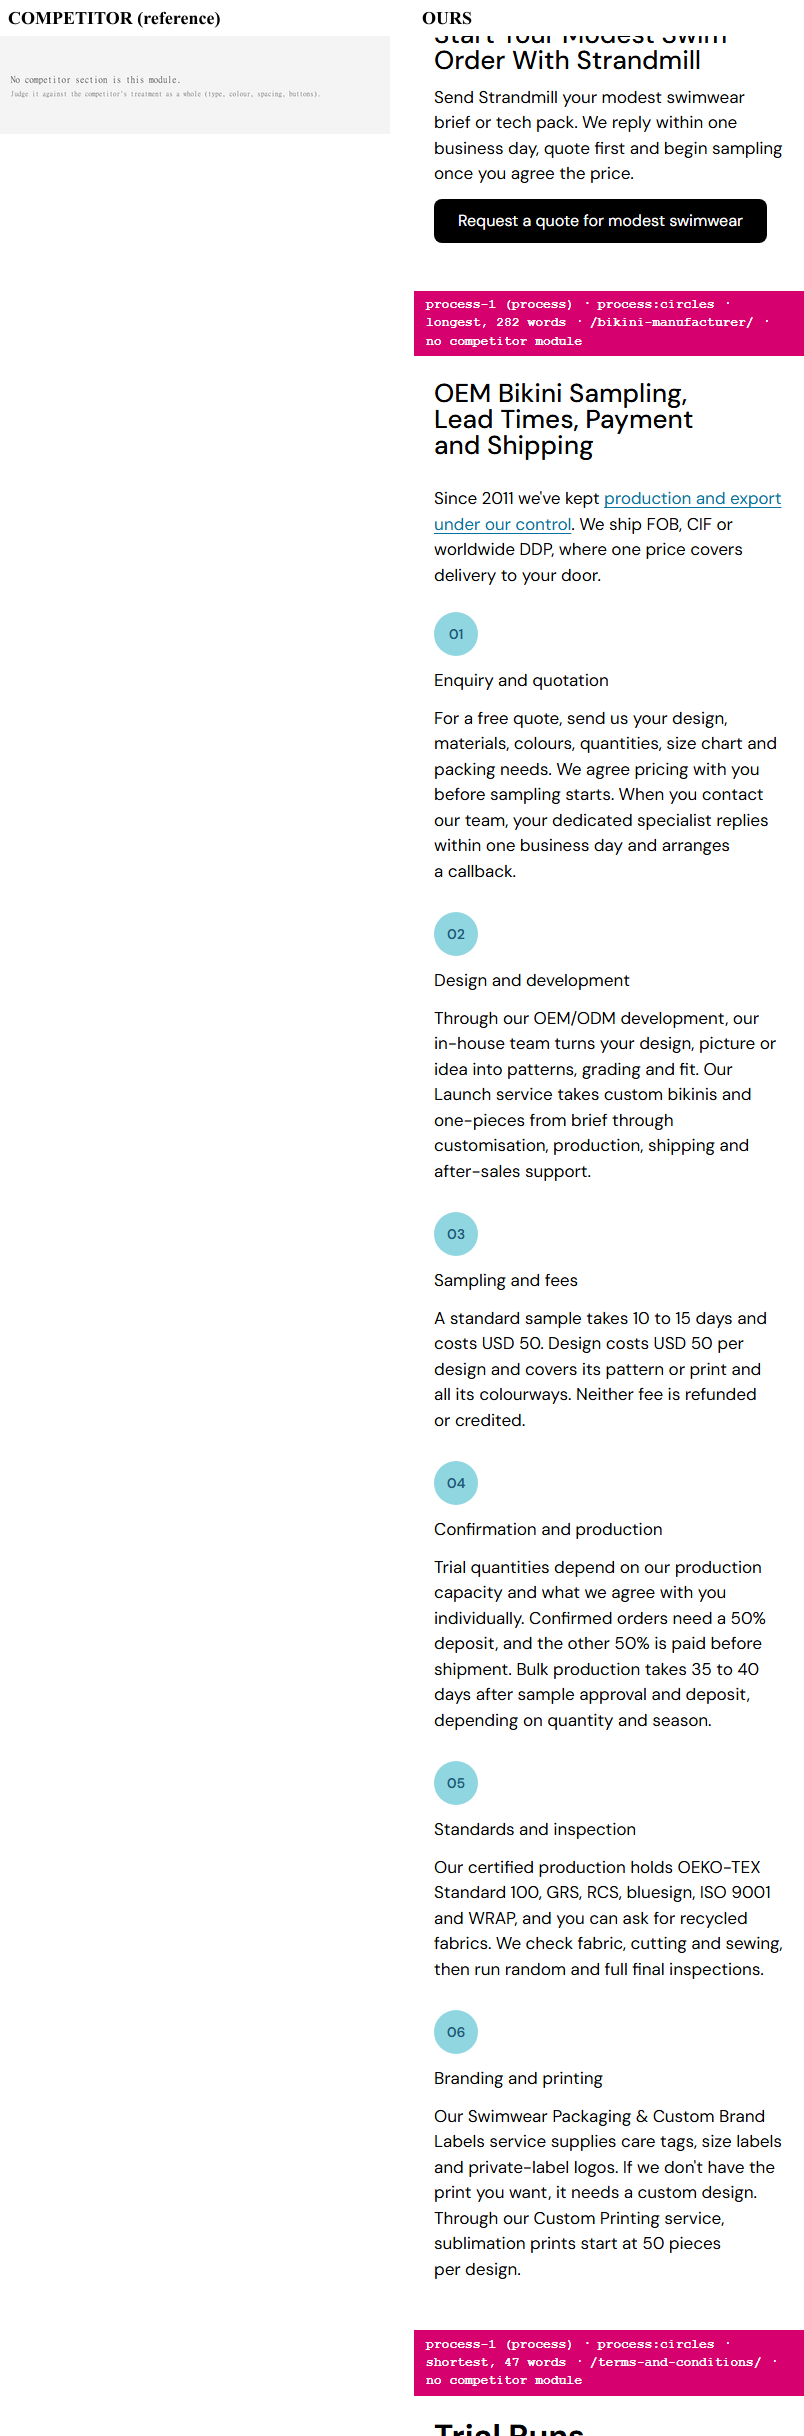 COMPETITOR (reference)
OURS
No competitor section is this module.
Judge it against the competitor's treatment as a whole (type, colour, spacing, buttons).
Start Your Modest Swim
Order With Strandmill
Send Strandmill your modest swimwear
brief or tech pack. We reply within one
business day, quote first and begin sampling
once you agree the price.
Request a quote for modest swimwear
process-1 (process) · process:circles ·
longest, 282 words · /bikini-manufacturer/ ·
no competitor module
OEM Bikini Sampling,
Lead Times, Payment
and Shipping
Since 2011 we've kept production and export
under our control. We ship FOB, CIF or
worldwide DDP, where one price covers
delivery to your door.
01
Enquiry and quotation
For a free quote, send us your design,
materials, colours, quantities, size chart and
packing needs. We agree pricing with you
before sampling starts. When you contact
our team, your dedicated specialist replies
within one business day and arranges
a callback.
02
Design and development
Through our OEM/ODM development, our
in-house team turns your design, picture or
idea into patterns, grading and fit. Our
Launch service takes custom bikinis and
one-pieces from brief through
customisation, production, shipping and
after-sales support.
03
Sampling and fees
A standard sample takes 10 to 15 days and
costs USD 50. Design costs USD 50 per
design and covers its pattern or print and
all its colourways. Neither fee is refunded
or credited.
04
Confirmation and production
Trial quantities depend on our production
capacity and what we agree with you
individually. Confirmed orders need a 50%
deposit, and the other 50% is paid before
shipment. Bulk production takes 35 to 40
days after sample approval and deposit,
depending on quantity and season.
05
Standards and inspection
Our certified production holds OEKO-TEX
Standard 100, GRS, RCS, bluesign, ISO 9001
and WRAP, and you can ask for recycled
fabrics. We check fabric, cutting and sewing,
then run random and full final inspections.
06
Branding and printing
Our Swimwear Packaging & Custom Brand
Labels service supplies care tags, size labels
and private-label logos. If we don't have the
print you want, it needs a custom design.
Through our Custom Printing service,
sublimation prints start at 50 pieces
per design.
process-1 (process) · process:circles ·
shortest, 47 words · /terms-and-conditions/ ·
no competitor module
Trial Runs